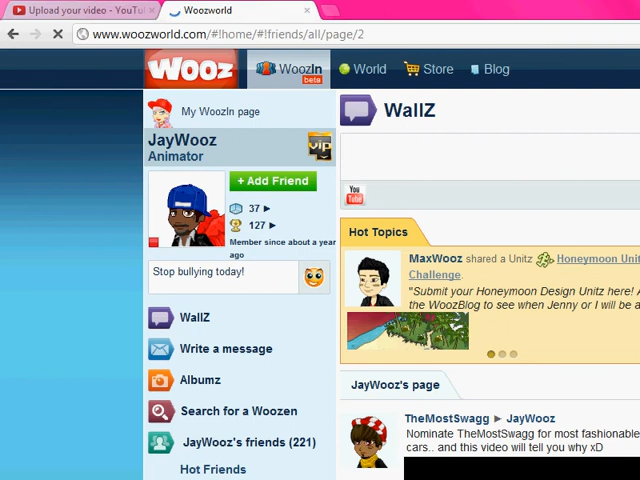 Upload your video - YouTu
Woozworld
www.woozworld.com/#!home/#!friends/all/page/2
WOOZ
WoozIn
beta
World
Store
Blog
My WoozIn page
JayWooz
Animator
vip
+ Add Friend
37
127
Member since about a year
ago
Stop bullying today!
WallZ
Write a message
Albumz
Search for a Woozen
JayWooz's friends (221)
Hot Friends
WallZ
You
Tube
Hot Topics
MaxWooz shared a Unitz Honeymoon Unit
Challenge.
"Submit your Honeymoon Design Unitz here! A
the WoozBlog to see when Jenny or I will be a
JayWooz's page
TheMostSwagg ▶ JayWooz
Nominate TheMostSwagg for most fashionable
cars.. and this video will tell you why xD